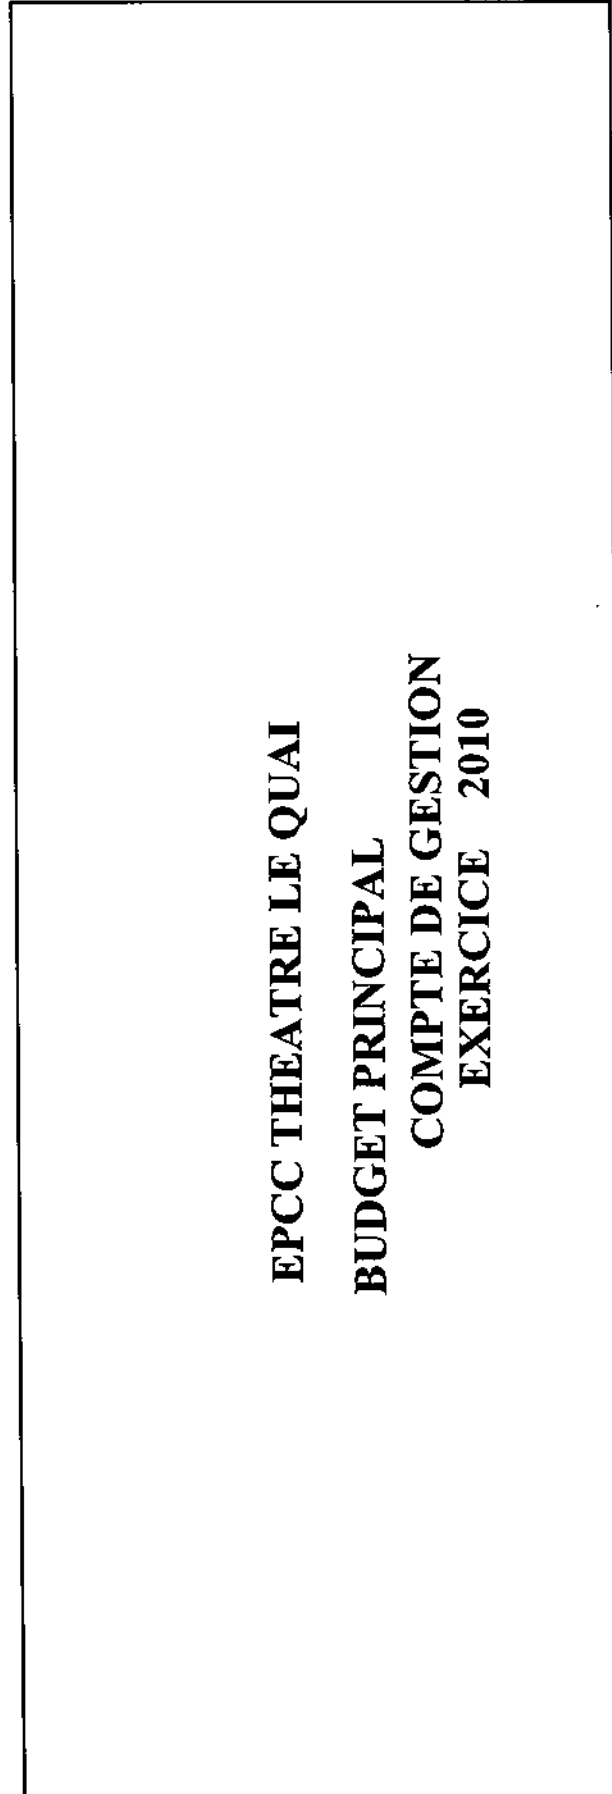 EPCC THEATRE LE QUAI
BUDGET PRINCIPAL
COMPTE DE GESTION
EXERCICE 2010